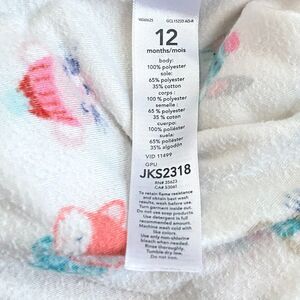 12
months/mois
body:
100% polyester
sole:
65% polyester
35% cotton
corps :
100 % polyester
semelle :
65 % polyester
35 % coton
cuerpo:
100% poliéster
suela:
65% poliéster
35% algodón
VID 11499
GPU
JKS2318
To retain flame resistance
and obtain best wash
results, wash before use.
Turn garment inside out.
Do not use soap products
Use detergent in full
recommended amount.
Machine wash cold with
like colors.
Use only non-chlorine
bleach when needed.
Rinse thoroughly.
Tumble dry low.
Do not iron.